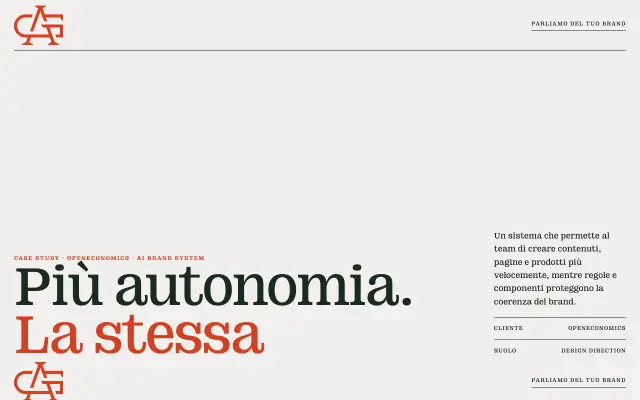 PARLIAMO DEL TUO BRAND
CASE STUDY · OPENECONOMICS · AI BRAND SYSTEM
Più autonomia.
La stessa
Un sistema che permette al
team di creare contenuti,
pagine e prodotti più
velocemente, mentre regole e
componenti proteggono la
coerenza del brand.
CLIENTE OPENECONOMICS
RUOLO DESIGN DIRECTION
PARLIAMO DEL TUO BRAND